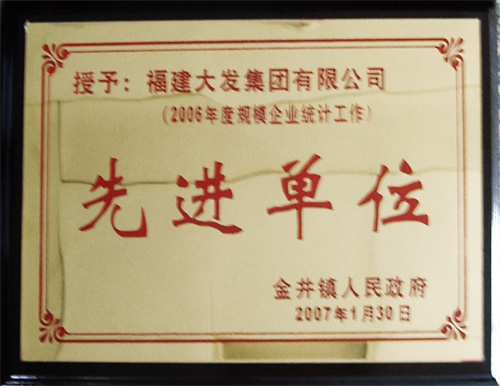 授予：福建大发集团有限公司
（2006年度规模企业统计工作）
先进单位
金井镇人民政府
2007年1月30日